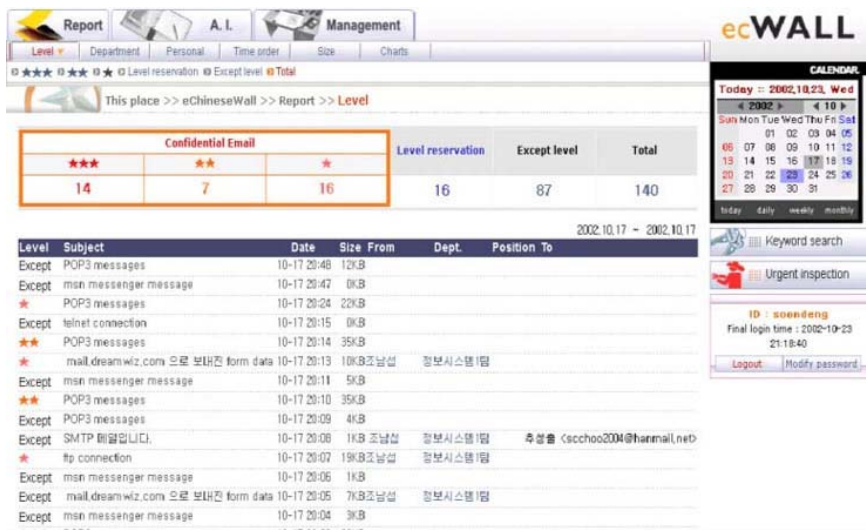 Report A. I. Management
Level Department Personal Time order Size Charts
★★★ ★★ ★ Level reservation Except level Total
This place >> eChineseWall >> Report >> Level
Confidential Email Level reservation Except level Total
★★★ ★★ ★
14 7 16 16 87 140
2002.10.17 ~ 2002.10.17
Level Subject Date Size From Dept. Position To
Except POP3 messages 10-17 20:48 12KB
Except msn messenger message 10-17 20:47 0KB
★ POP3 messages 10-17 20:24 22KB
Except telnet connection 10-17 20:15 0KB
★★ POP3 messages 10-17 20:14 35KB
★ mail.dreamwiz.com 으로 보내진 form data 10-17 20:13 10KB 조남섭 정보시스템1팀
Except msn messenger message 10-17 20:11 5KB
★★ POP3 messages 10-17 20:10 35KB
Except POP3 messages 10-17 20:09 4KB
Except SMTP 메일입니다. 10-17 20:08 1KB 조남섭 정보시스템1팀 <scchoo2004@hanmail.net>
★ ftp connection 10-17 20:07 19KB 조남섭 정보시스템1팀
Except msn messenger message 10-17 20:06 1KB
Except mail.dreamwiz.com 으로 보내진 form data 10-17 20:05 7KB 조남섭 정보시스템1팀
Except msn messenger message 10-17 20:04 3KB
ecWALL
CALENDAR
Today :: 2002,10,23, Wed
2002 10
Sun Mon Tue Wed Thu Fri Sat
01 02 03 04 05
06 07 08 09 10 11 12
13 14 15 16 17 18 19
20 21 22 23 24 25 26
27 28 29 30 31
today daily weekly monthly
Keyword search
Urgent inspection
ID : soondeng
Final login time : 2002-10-23
21:18:40
Logout Modify password